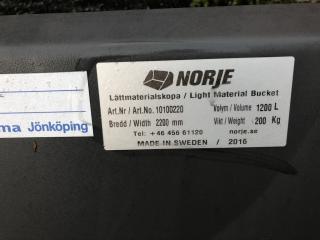 NORJE
Lättmaterialskopa / Light Material Bucket
Art.Nr / Art.No. 10100220 Volym / Volume 1200 L
Bredd / Width 2200 mm Vikt / Weight 200 Kg
Tel: +46 456 61120 norje.se
MADE IN SWEDEN / 2016
ma Jönköping